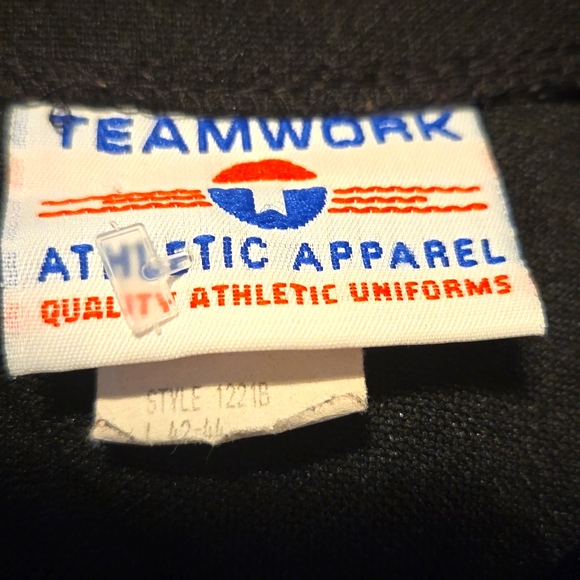 TEAMWORK
ATHLETIC APPAREL
QUALITY ATHLETIC UNIFORMS
STYLE 1221B
L 42-44